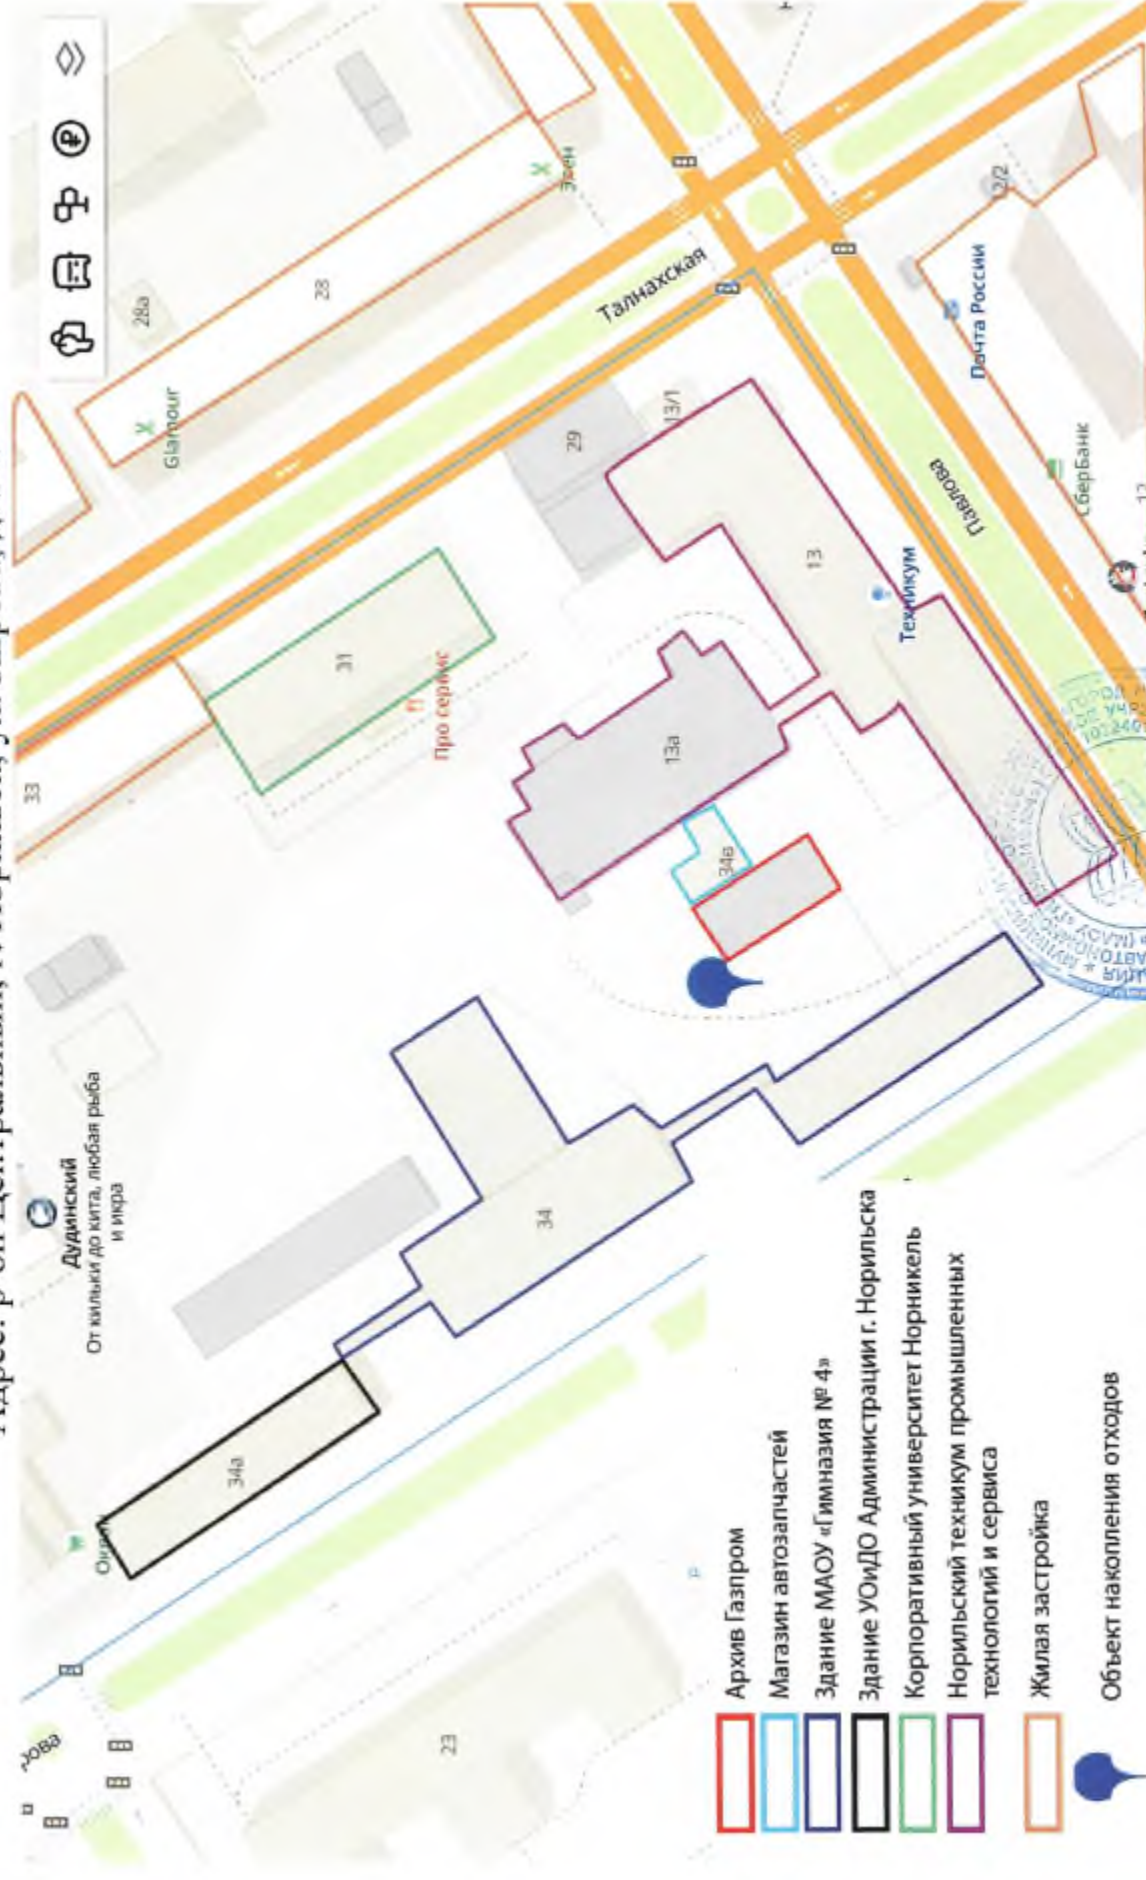 Адрес: р-он Центральный,
28а
28
Glamour
Эден
33
31
Про сервис
Талнахская
29
13/1
13
13а
34в
Техникум
Павлова
Почта России
2/2
СберБанк
12
Дудинский
От кильки до кита, любая рыба
и икра
34
34а
23
P
Архив Газпром
Магазин автозапчастей
Здание МАОУ «Гимназия № 4»
Здание УОиДО Администрации г. Норильска
Корпоративный университет Норникель
Норильский техникум промышленных
технологий и сервиса
Жилая застройка
Объект накопления отходов